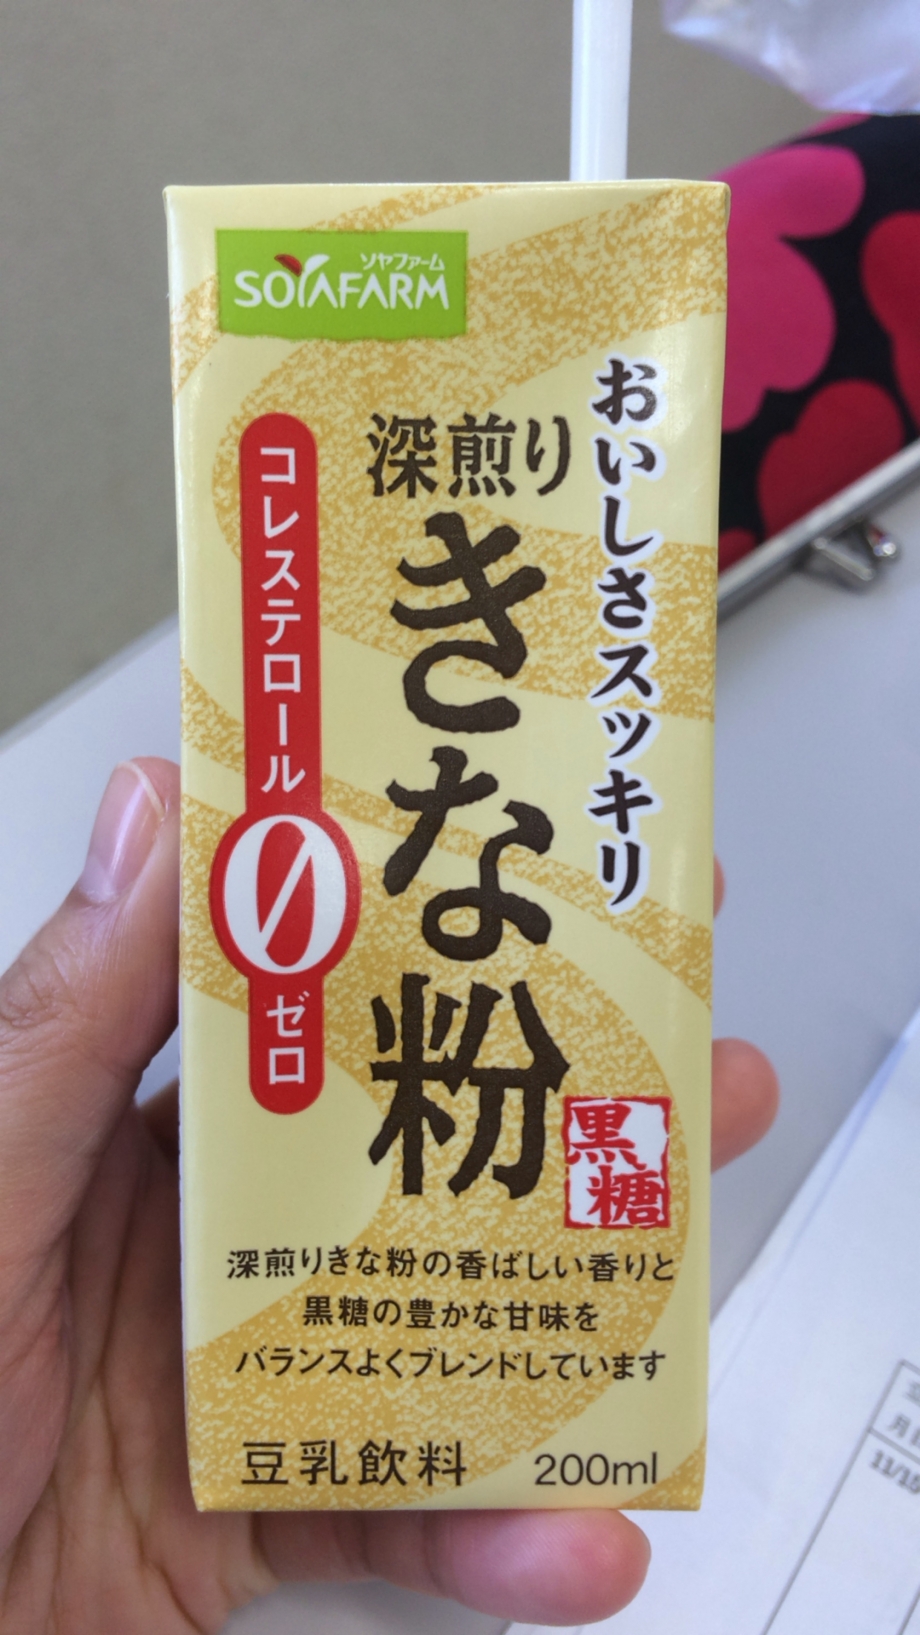 ソヤファーム
SOYAFARM
おいしさスッキリ
深煎り
きな粉
黒糖
コレステロール
0
ゼロ
深煎りきな粉の香ばしい香りと
黒糖の豊かな甘味を
バランスよくブレンドしています
豆乳飲料 200ml
11/15